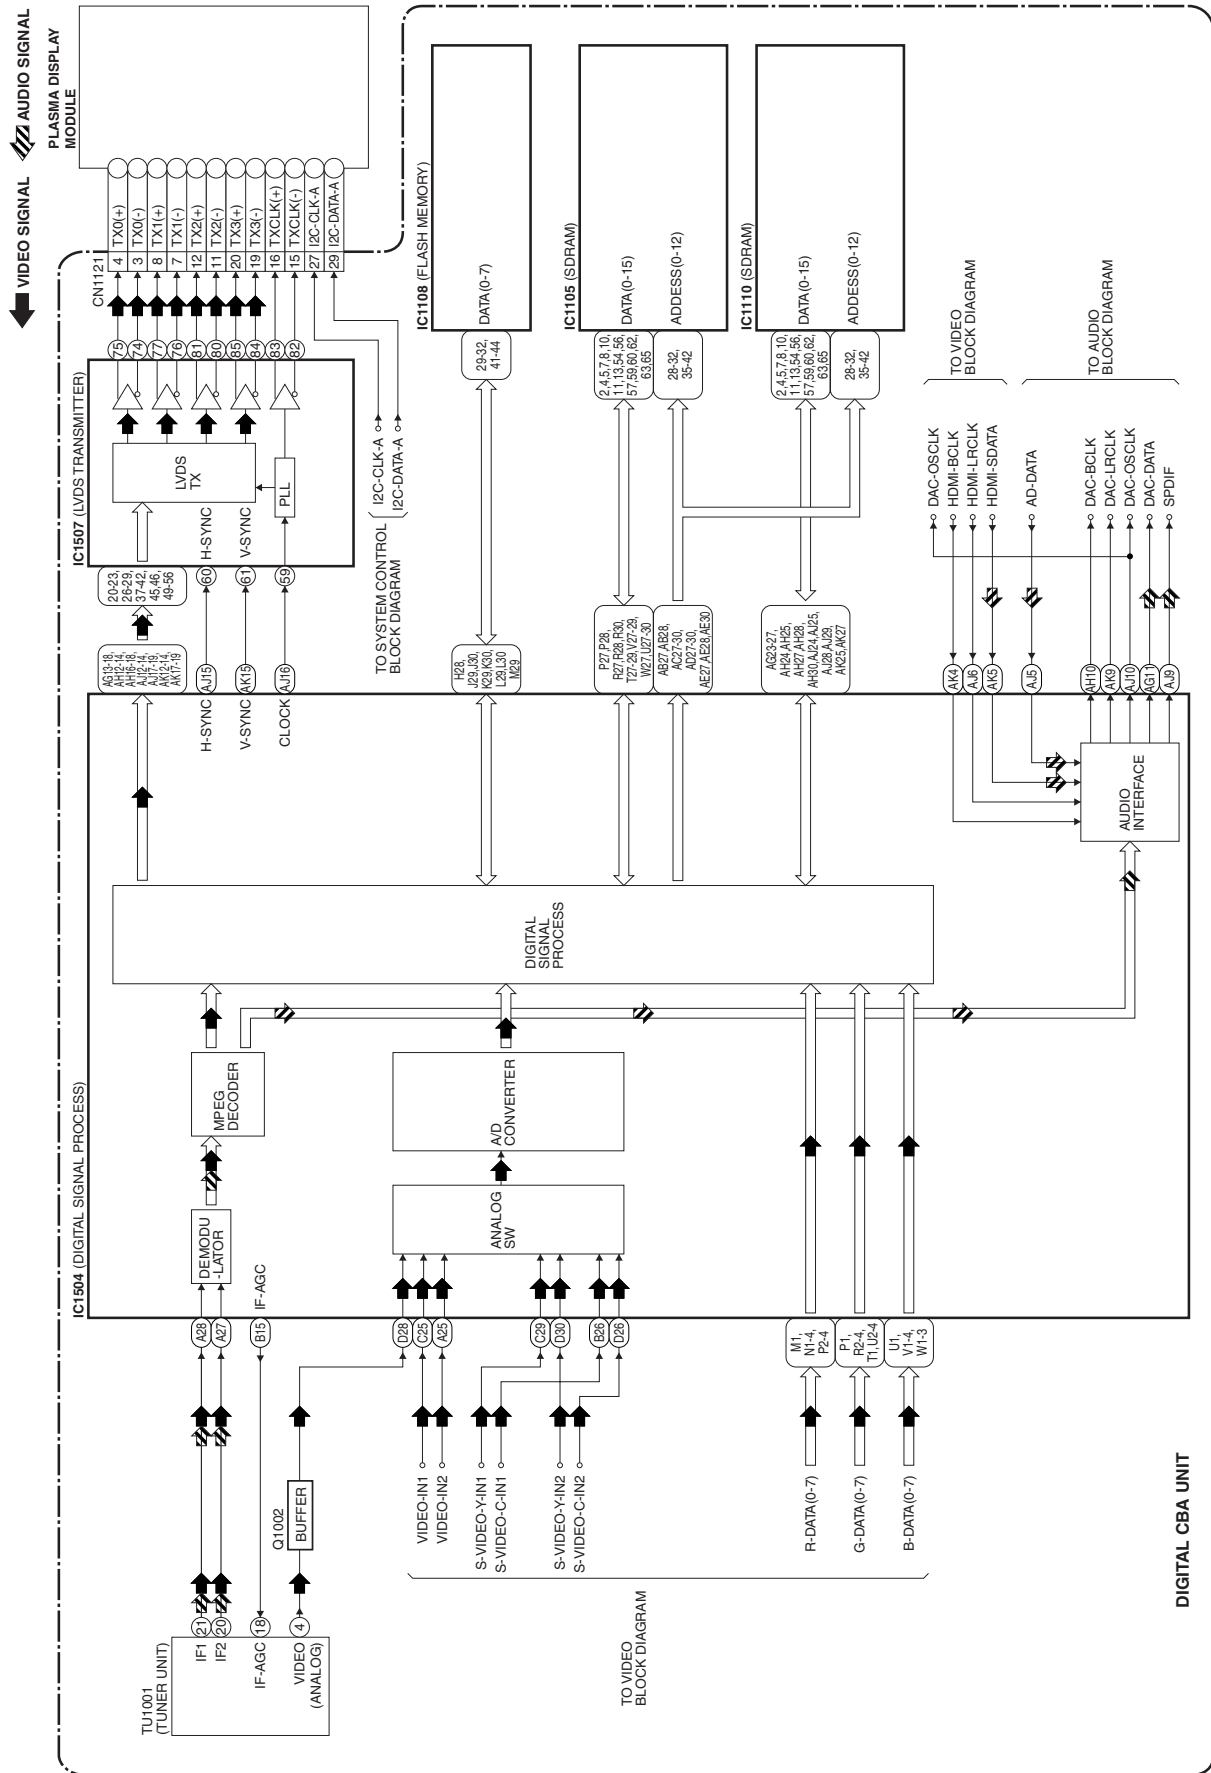 VIDEO SIGNAL
AUDIO SIGNAL
TU1001
(TUNER UNIT)
IF1
21
IF2
20
IF-AGC
18
VIDEO
(ANALOG)
4
Q1002
BUFFER
VIDEO-IN1
VIDEO-IN2
S-VIDEO-Y-IN1
S-VIDEO-C-IN1
S-VIDEO-Y-IN2
S-VIDEO-C-IN2
R-DATA(0-7)
G-DATA(0-7)
B-DATA(0-7)
TO VIDEO
BLOCK DIAGRAM
IC1504 (DIGITAL SIGNAL PROCESS)
A28
A27
B15
IF-AGC
D28
C25
A25
C29
D30
B26
D26
M1,
N1-4,
P2-4
P1,
R2-4,
T1,U2-4
U1,
V1-4,
W1-3
DEMODU
-LATOR
MPEG
DECODER
ANALOG
SW
A/D
CONVERTER
DIGITAL
SIGNAL
PROCESS
AUDIO
INTERFACE
AG13-18,
AH12-14,
AH16-18,
AJ12-14,
AJ17-19,
AK12-14,
AK17-19
H-SYNC
AJ15
V-SYNC
AK15
CLOCK
AJ16
H28,
J29,J30,
K29,K30,
L29,L30
M29
P27,P28,
R27,R28,R30,
T27-29,V27-29,
W27,U27-30
AB27,AB28,
AC27-30,
AD27-30,
AE27,AE28,AE30
AG23-27,
AH24,AH25,
AH27,AH28,
AH30,AJ24,AJ25,
AJ28,AJ29,
AK25,AK27
AK4
AJ6
AK5
AJ5
AH10
AK9
AJ10
AG11
AJ9
IC1507 (LVDS TRANSMITTER)
20-23,
26-29,
37-42,
45,46,
49-56
60
H-SYNC
61
V-SYNC
59
LVDS
TX
PLL
75
74
77
76
81
80
85
84
83
82
CN1121
4
TX0(+)
3
TX0(-)
8
TX1(+)
7
TX1(-)
12
TX2(+)
11
TX2(-)
20
TX3(+)
19
TX3(-)
16
TXCLK(+)
15
TXCLK(-)
27
I2C-CLK-A
29
I2C-DATA-A
PLASMA DISPLAY
MODULE
TO SYSTEM CONTROL
BLOCK DIAGRAM
I2C-CLK-A
I2C-DATA-A
IC1108 (FLASH MEMORY)
29-32,
41-44
DATA(0-7)
IC1105 (SDRAM)
2,4,5,7,8,10,
11,13,54,56,
57,59,60,62,
63,65
DATA(0-15)
28-32,
35-42
ADDESS(0-12)
IC1110 (SDRAM)
2,4,5,7,8,10,
11,13,54,56,
57,59,60,62,
63,65
DATA(0-15)
28-32,
35-42
ADDESS(0-12)
TO VIDEO
BLOCK DIAGRAM
DAC-OSCLK
HDMI-BCLK
HDMI-LRCLK
HDMI-SDATA
TO AUDIO
BLOCK DIAGRAM
AD-DATA
DAC-BCLK
DAC-LRCLK
DAC-OSCLK
DAC-DATA
SPDIF
DIGITAL CBA UNIT